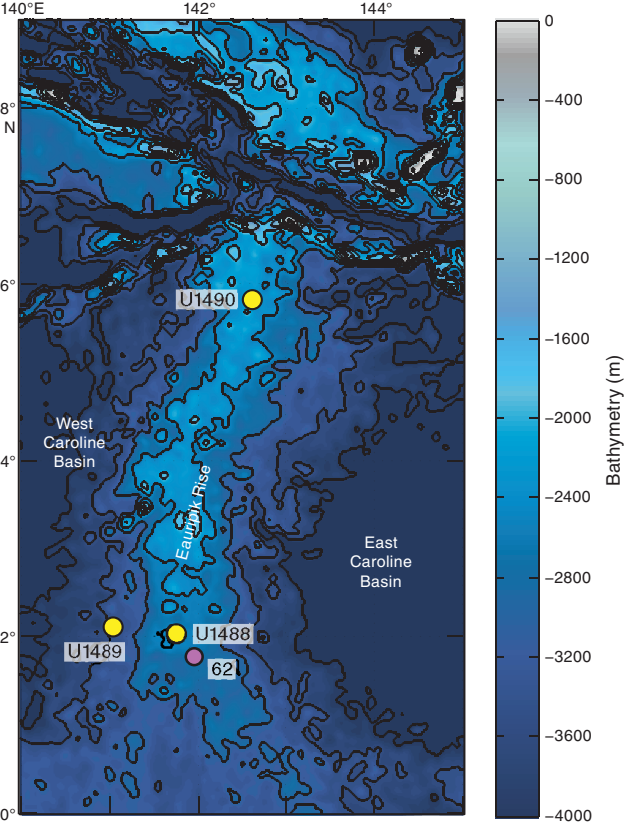 140°E
142°
144°
8°
N
6°
4°
2°
0°
U1490
West
Caroline
Basin
Eauripik Rise
East
Caroline
Basin
U1489
U1488
62
0
−400
−800
−1200
−1600
−2000
−2400
−2800
−3200
−3600
−4000
Bathymetry (m)